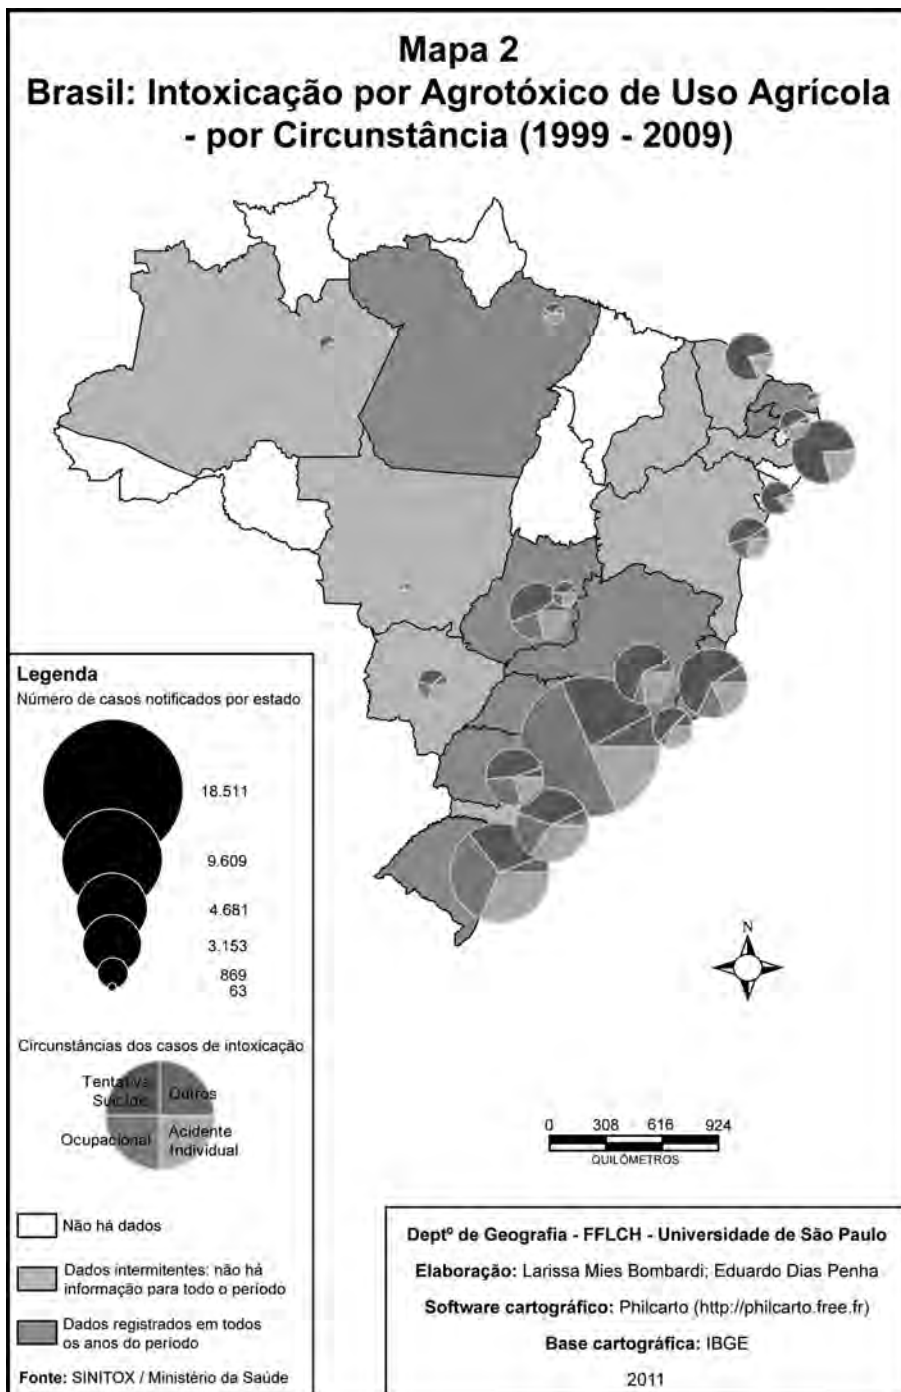 Mapa 2
Brasil: Intoxicação por Agrotóxico de Uso Agrícola
- por Circunstância (1999 - 2009)
Legenda
Número de casos notificados por estado
18.511
9.609
4.681
3.153
869
63
Circunstâncias dos casos de intoxicação
Tentativa
Suicídio
Outros
Ocupacional
Acidente
Individual
Não há dados
Dados intermitentes: não há
informação para todo o período
Dados registrados em todos
os anos do período
Fonte: SINITOX / Ministério da Saúde
N
0 308 616 924
QUILÔMETROS
Deptº de Geografia - FFLCH - Universidade de São Paulo
Elaboração: Larissa Mies Bombardi; Eduardo Dias Penha
Software cartográfico: Philcarto (http://philcarto.free.fr)
Base cartográfica: IBGE
2011